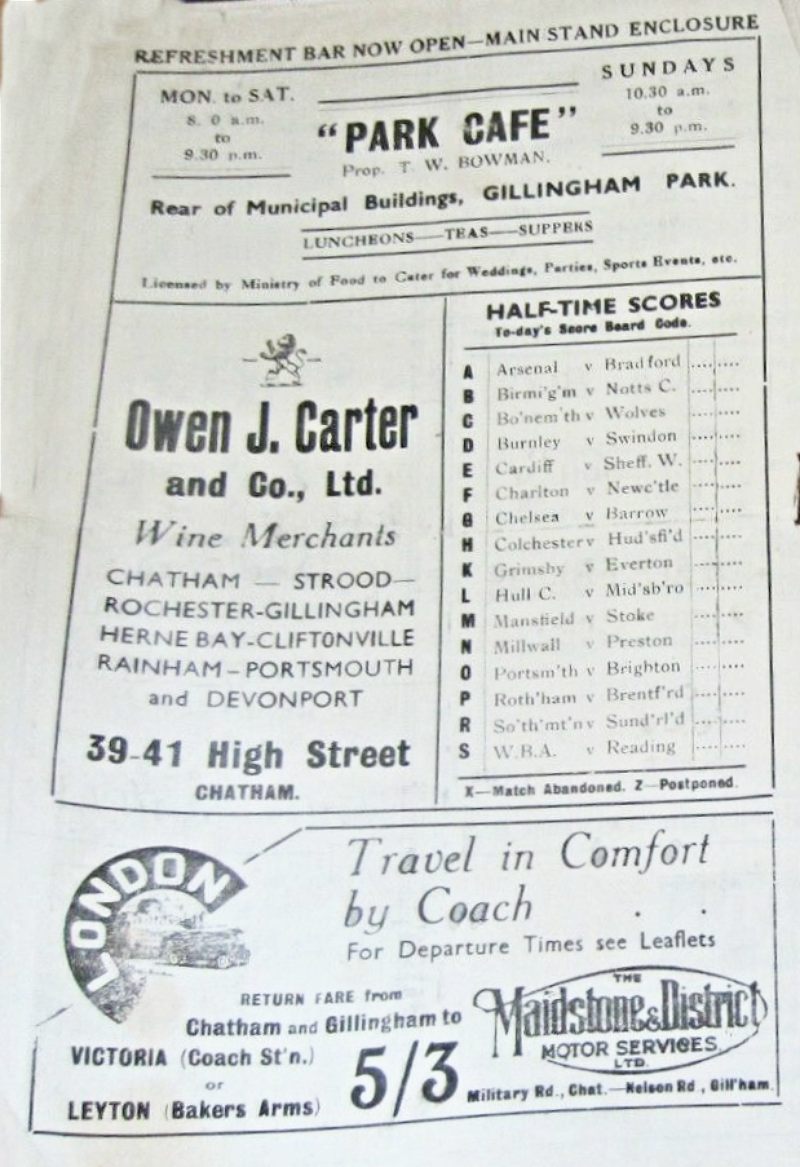 REFRESHMENT BAR NOW OPEN—MAIN STAND ENCLOSURE
MON. to SAT.
8. 0 a.m.
to
9.30 p.m.
"PARK CAFE"
Prop. T. W. BOWMAN.
SUNDAYS
10.30 a.m.
to
9.30 p.m.
Rear of Municipal Buildings, GILLINGHAM PARK.
LUNCHEONS—TEAS—SUPPERS
Licensed by Ministry of Food to Cater for Weddings, Parties, Sports Events, etc.
Owen J. Carter
and Co., Ltd.
Wine Merchants
CHATHAM — STROOD—
ROCHESTER-GILLINGHAM
HERNE BAY-CLIFTONVILLE
RAINHAM—PORTSMOUTH
and DEVONPORT
39-41 High Street
CHATHAM.
HALF-TIME SCORES
To-day's Score Board Code.
A Arsenal v Bradford ........
B Birmi'g'm v Notts C. ........
C Bo'nem'th v Wolves ........
D Burnley v Swindon ........
E Cardiff v Sheff. W. ........
F Charlton v Newc'tle ........
G Chelsea v Barrow ........
H Colchester v Hud'sfi'd ........
K Grimsby v Everton ........
L Hull C. v Mid'sb'ro ........
M Mansfield v Stoke ........
N Millwall v Preston ........
O Portsm'th v Brighton ........
P Roth'ham v Brentf'rd ........
R So'th'mt'n v Sund'rl'd ........
S W.B.A. v Reading ........
X—Match Abandoned. Z—Postponed.
LONDON
Travel in Comfort
by Coach . .
For Departure Times see Leaflets
RETURN FARE from
Chatham and Gillingham to
VICTORIA (Coach St'n.)
or
LEYTON (Bakers Arms)
5/3
THE
Maidstone & District
MOTOR SERVICES
LTD.
Military Rd., Chat.—Nelson Rd., Gill'ham.